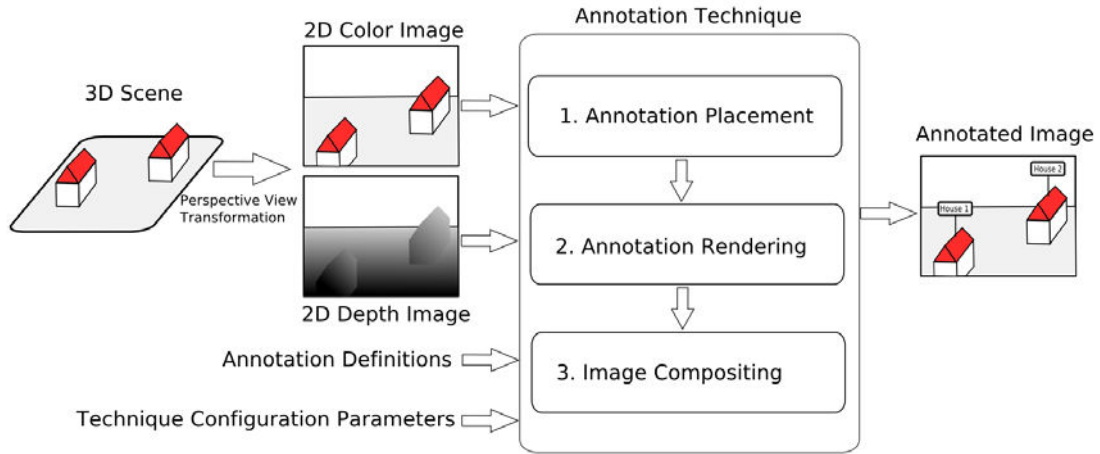 3D Scene
Perspective View
Transformation
2D Color Image
2D Depth Image
Annotation Definitions
Technique Configuration Parameters
Annotation Technique
1. Annotation Placement
2. Annotation Rendering
3. Image Compositing
Annotated Image
House 2
House 1